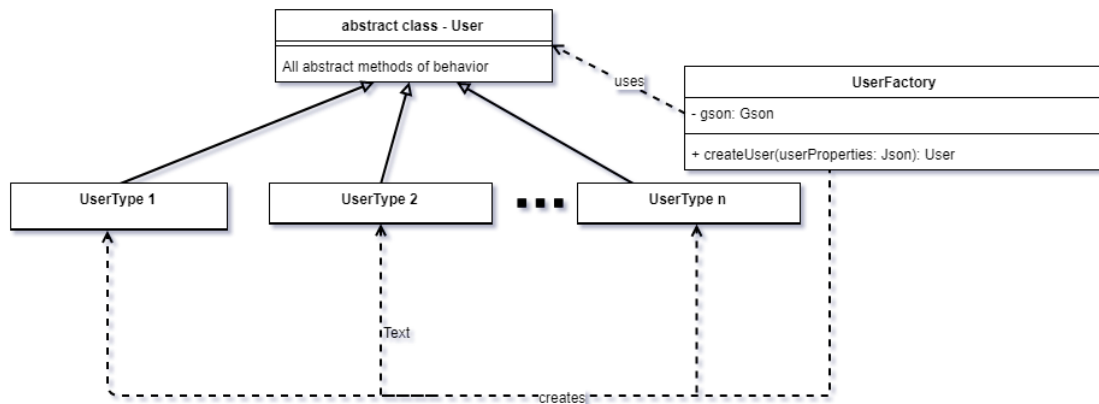 abstract class - User
All abstract methods of behavior
uses
UserFactory
- gson: Gson
+ createUser(userProperties: Json): User
UserType 1
UserType 2
UserType n
Text
creates